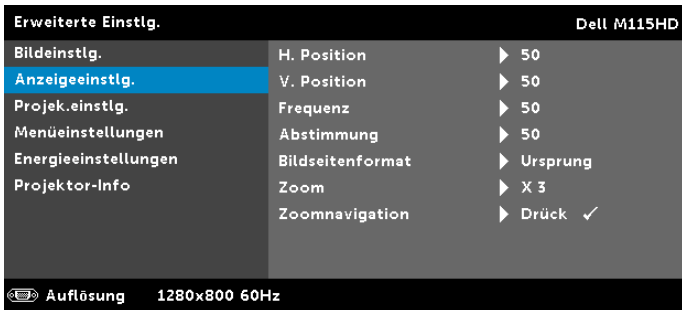 Erweiterte Einstlg. Dell M115HD
Bildeinstlg. H. Position 50
Anzeigeeinstlg. V. Position 50
Projek.einstlg. Frequenz 50
Menüeinstellungen Abstimmung 50
Energieeinstellungen Bildseitenformat Ursprung
Projektor-Info Zoom X 3
Zoomnavigation Drück ✓
Auflösung 1280x800 60Hz